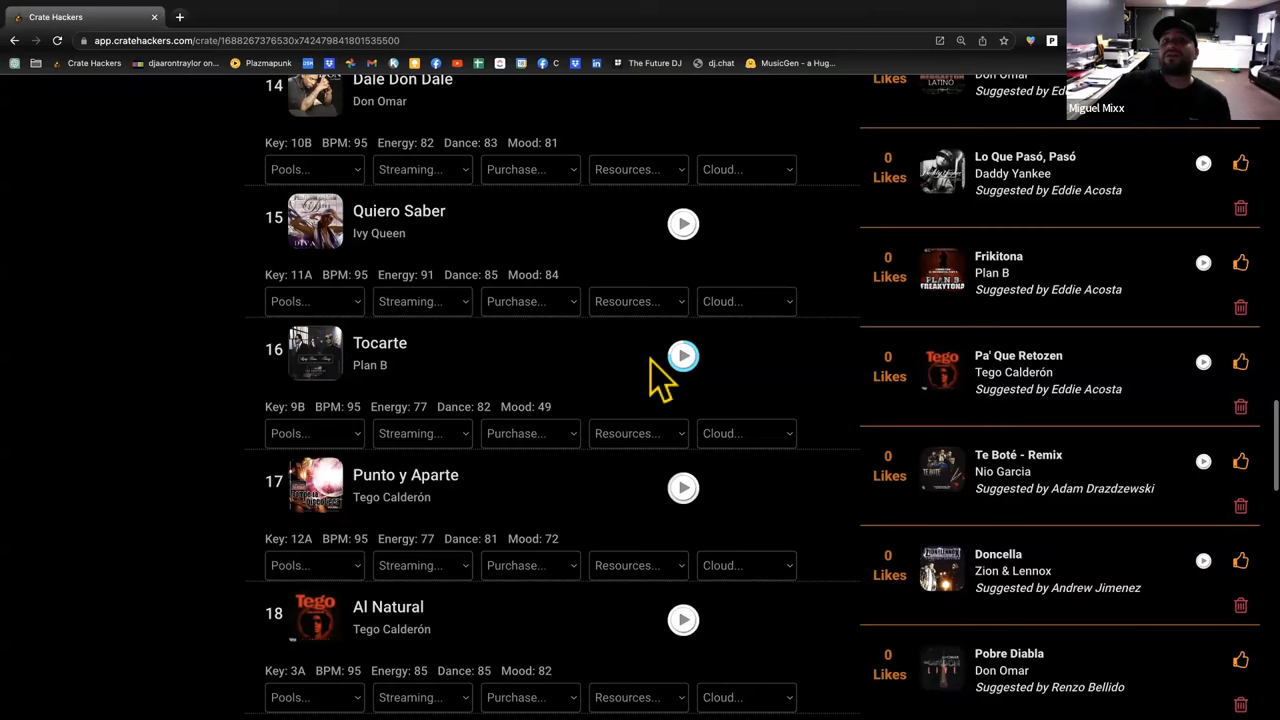 Crate Hackers
app.cratehackers.com/crate/1688267376530x742479841801535500
Crate Hackers
djaarontraylor on...
Plazmapunk
C
The Future DJ
dj.chat
MusicGen - a Hug...
Miguel Mixx
14
Dale Don Dale
Don Omar
Key: 10B BPM: 95 Energy: 82 Dance: 83 Mood: 81
Pools... Streaming... Purchase... Resources... Cloud...
15
Quiero Saber
Ivy Queen
Key: 11A BPM: 95 Energy: 91 Dance: 85 Mood: 84
Pools... Streaming... Purchase... Resources... Cloud...
16
Tocarte
Plan B
Key: 9B BPM: 95 Energy: 77 Dance: 82 Mood: 49
Pools... Streaming... Purchase... Resources... Cloud...
17
Punto y Aparte
Tego Calderón
Key: 12A BPM: 95 Energy: 77 Dance: 81 Mood: 72
Pools... Streaming... Purchase... Resources... Cloud...
18
Al Natural
Tego Calderón
Key: 3A BPM: 95 Energy: 85 Dance: 85 Mood: 82
Pools... Streaming... Purchase... Resources... Cloud...
Likes
LATINO
Don Omar
Suggested by Ed
0
Likes
Lo Que Pasó, Pasó
Daddy Yankee
Suggested by Eddie Acosta
0
Likes
Frikitona
Plan B
Suggested by Eddie Acosta
0
Likes
Pa' Que Retozen
Tego Calderón
Suggested by Eddie Acosta
0
Likes
Te Boté - Remix
Nio Garcia
Suggested by Adam Drazdzewski
0
Likes
Doncella
Zion & Lennox
Suggested by Andrew Jimenez
0
Likes
Pobre Diabla
Don Omar
Suggested by Renzo Bellido